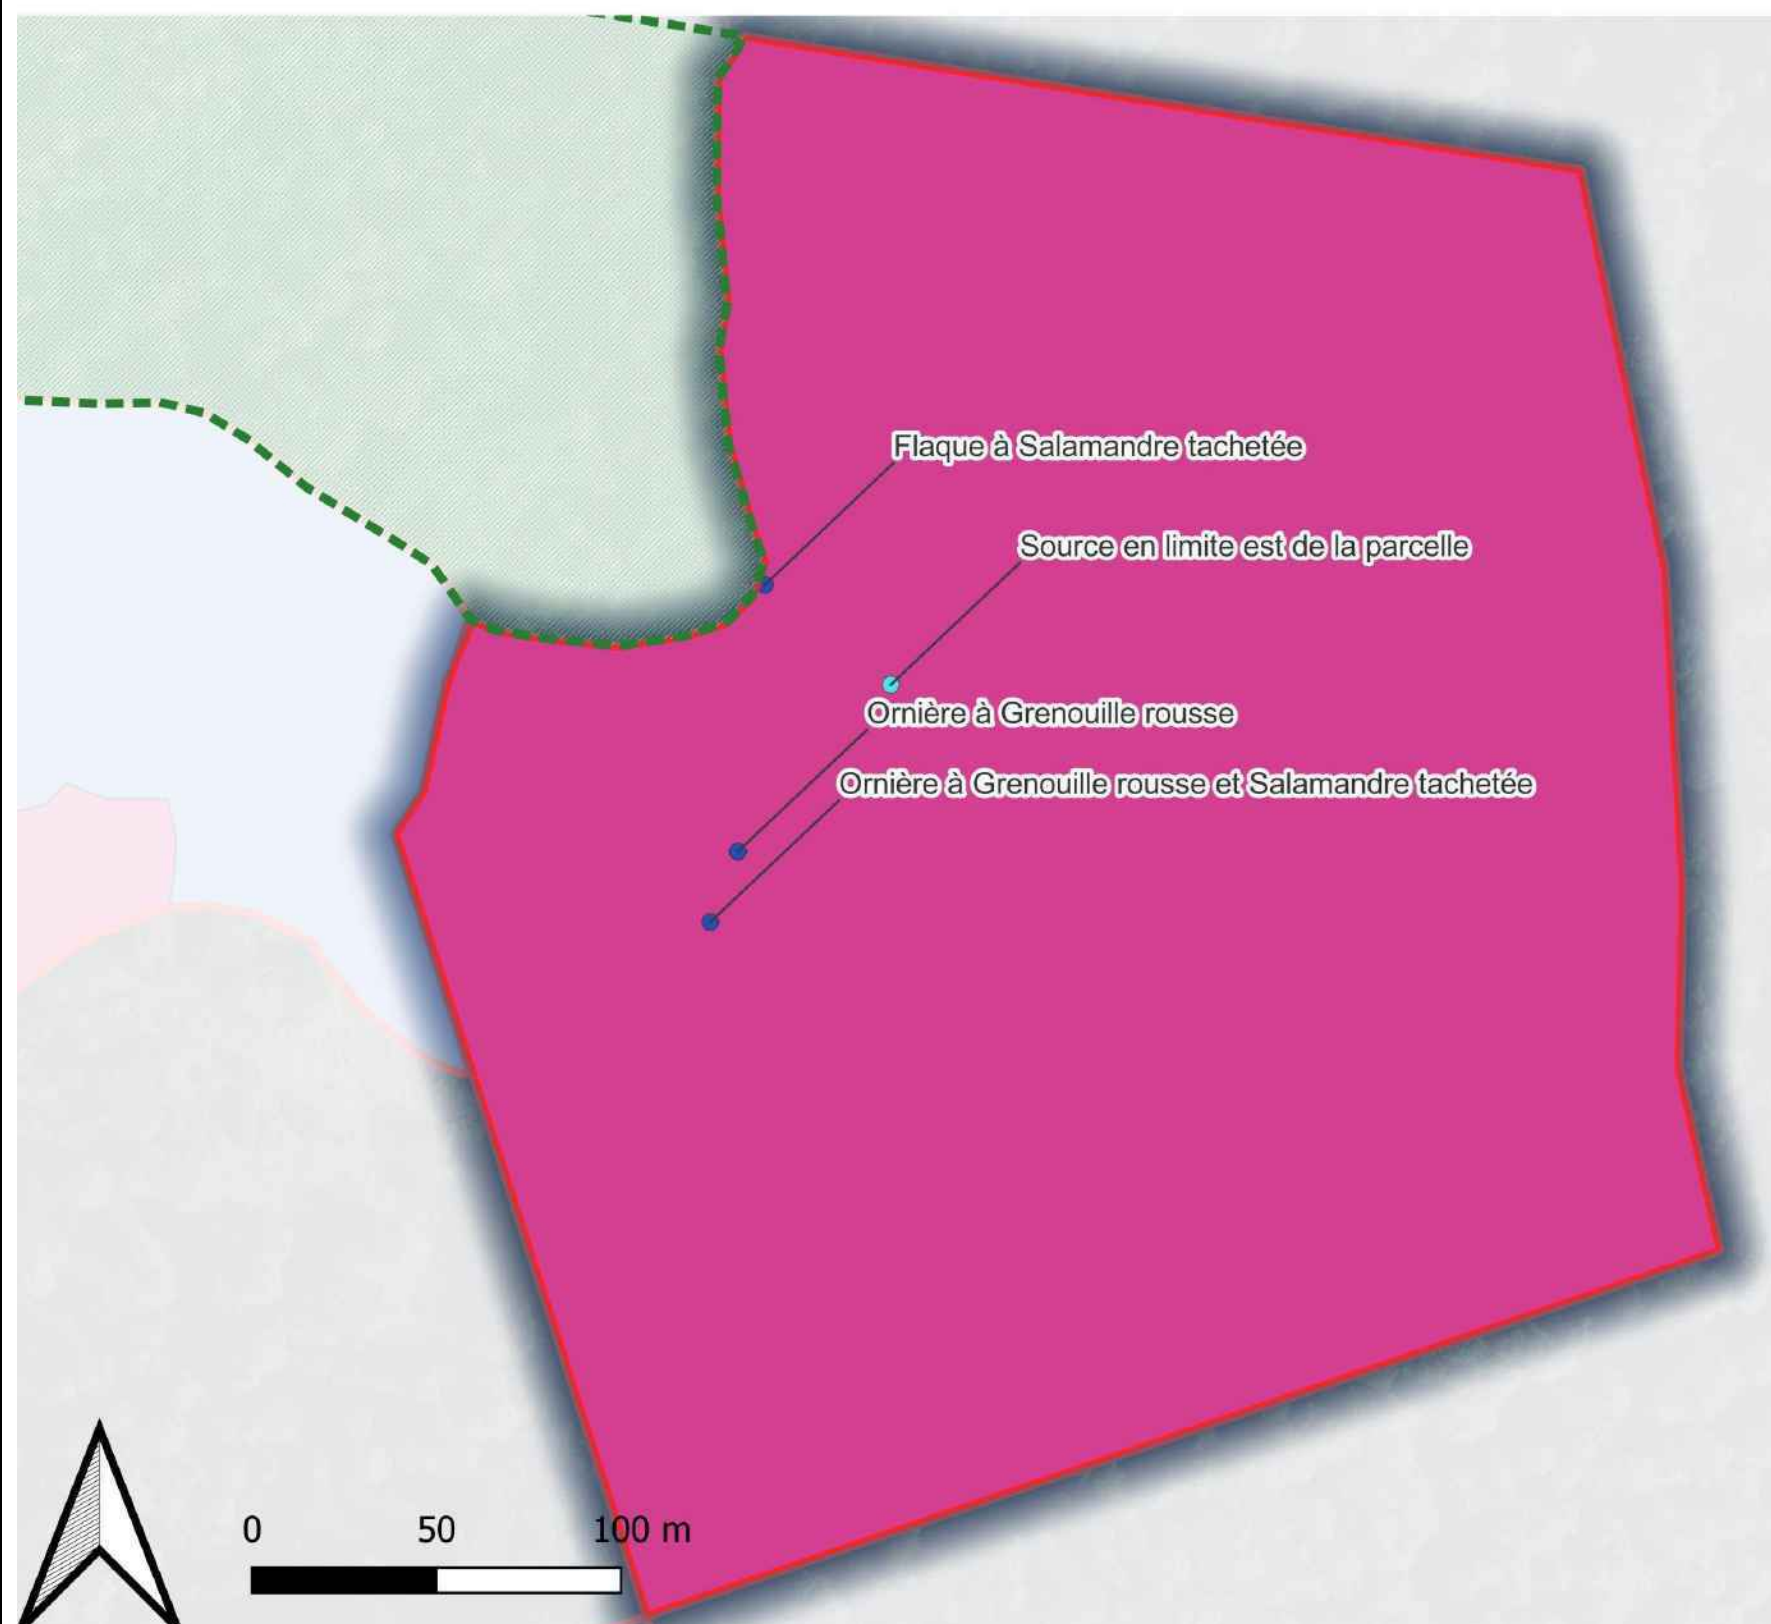 Flaque à Salamandre tachetée
Source en limite est de la parcelle
Ornière à Grenouille rousse
Ornière à Grenouille rousse et Salamandre tachetée
0 50 100 m